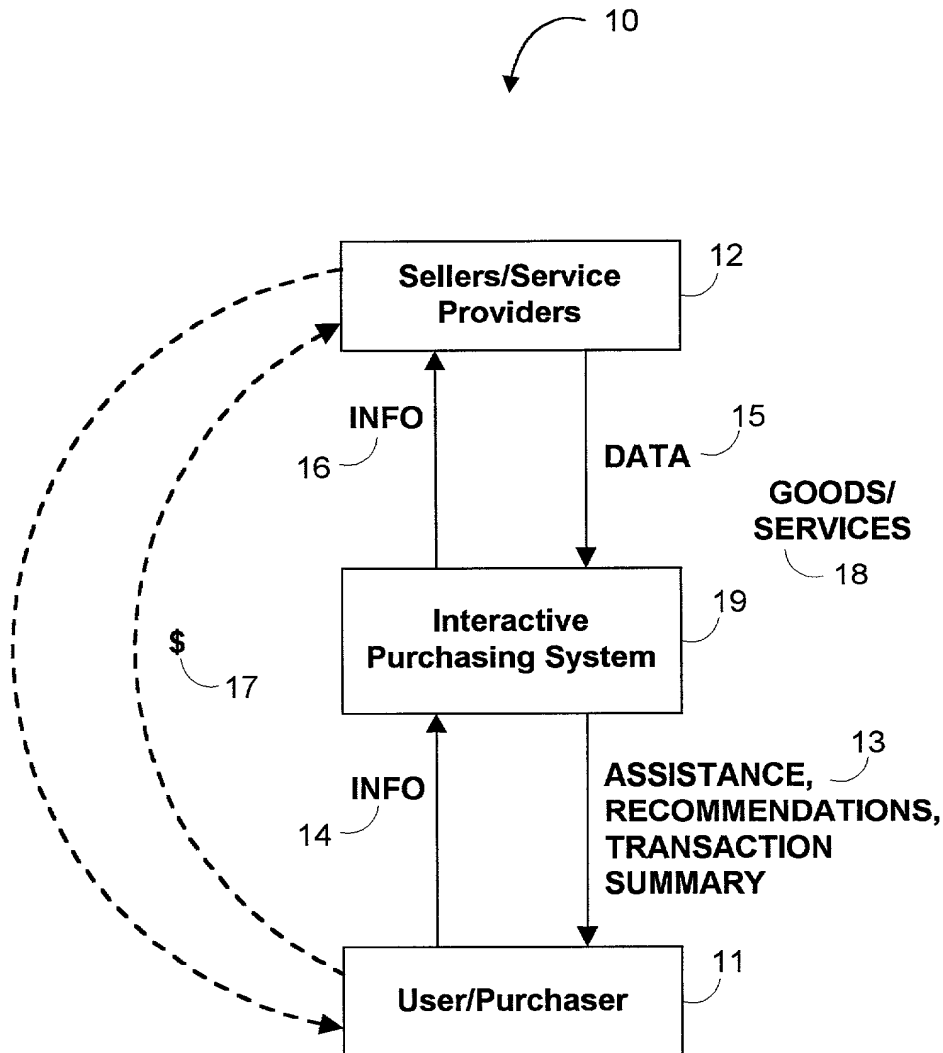 10
Sellers/Service
Providers
12
INFO
16
DATA
15
GOODS/
SERVICES
18
Interactive
Purchasing System
19
$
17
INFO
14
ASSISTANCE,
RECOMMENDATIONS,
TRANSACTION
SUMMARY
13
User/Purchaser
11